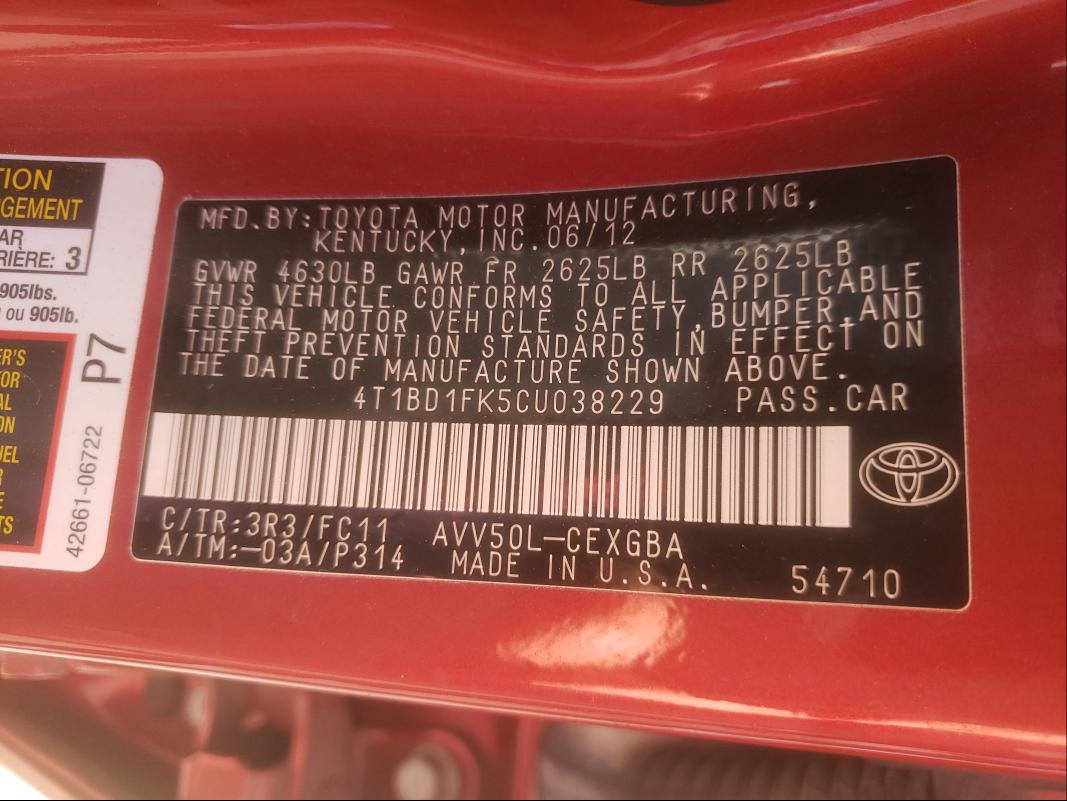 TION
GEMENT
AR
RIÈRE: 3
905lbs.
ou 905lb.
P7
42661-06722
MFD.BY:TOYOTA MOTOR MANUFACTURING,
KENTUCKY,INC.06/12
GVWR 4630LB GAWR FR 2625LB RR 2625LB
THIS VEHICLE CONFORMS TO ALL APPLICABLE
FEDERAL MOTOR VEHICLE SAFETY,BUMPER,AND
THEFT PREVENTION STANDARDS IN EFFECT ON
THE DATE OF MANUFACTURE SHOWN ABOVE.
4T1BD1FK5CU038229 PASS.CAR
C/TR:3R3/FC11 AVV50L-CEXGBA
A/TM:-03A/P314 MADE IN U.S.A. 54710